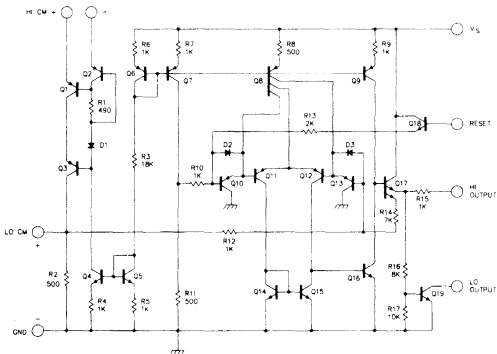 HI CM + -
V S
R6
1K
R7
1K
R8
500
R9
1K
Q1
Q2
Q6
Q7
Q8
Q9
R1
490
R13
2K
Q18
RESET
D1
D2
D3
Q3
R3
18K
R10
1K
Q10
Q11
Q12
Q13
Q17
R15
1K
HI
OUTPUT
R14
7K
LO CM
+
R12
1K
R2
500
Q4
Q5
R11
500
Q14
Q15
Q16
R16
8K
Q19
LO
OUTPUT
R4
1K
R5
1K
R17
10K
-
GND